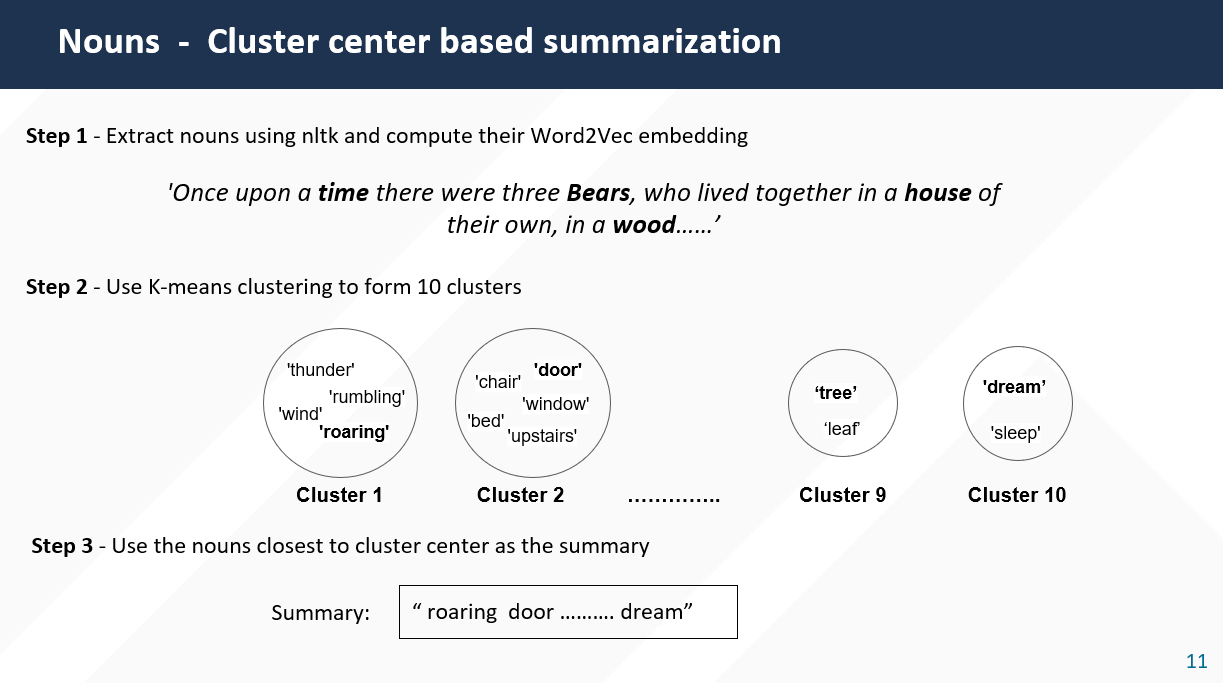 Nouns - Cluster center based summarization
Step 1 - Extract nouns using nltk and compute their Word2Vec embedding
'Once upon a time there were three Bears, who lived together in a house of
their own, in a wood……’
Step 2 - Use K-means clustering to form 10 clusters
'thunder'
'rumbling'
'wind'
'roaring'
Cluster 1
'chair'
'door'
'window'
'bed'
'upstairs'
Cluster 2
…………..
‘tree’
‘leaf’
Cluster 9
'dream’
'sleep'
Cluster 10
Step 3 - Use the nouns closest to cluster center as the summary
Summary:
“ roaring door ………. dream”
11